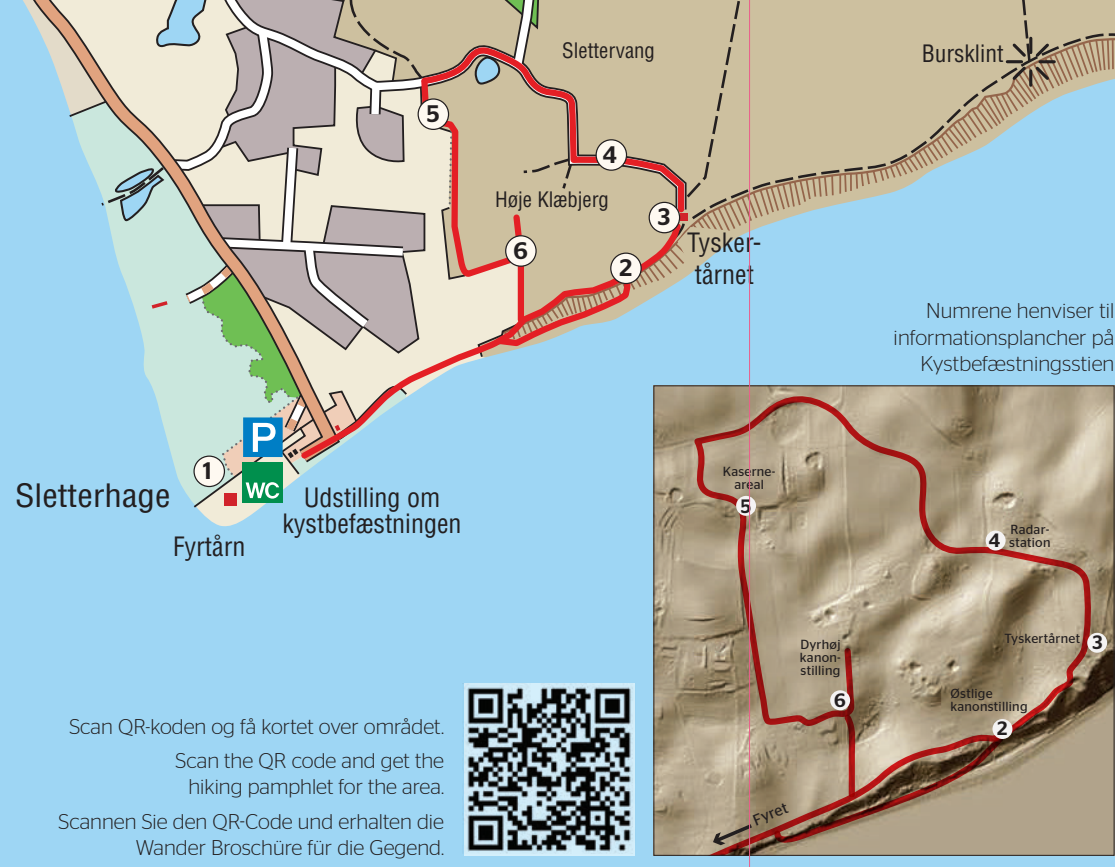 Slettervang
Bursklint
5
4
Høje Klæbjerg
3
Tysker-
tårnet
6
2
Numrene henviser til
informationsplancher på
Kystbefæstningsstien
P
1
WC
Sletterhage
Udstilling om
kystbefæstningen
Fyrtårn
Kaserne-
areal
5
Radar-
station
4
Tyskertårnet
3
Dyrhøj
kanon-
stilling
6
Østlige
kanonstilling
2
Fyret
Scan QR-koden og få kortet over området.
Scan the QR code and get the
hiking pamphlet for the area.
Scannen Sie den QR-Code und erhalten die
Wander Broschüre für die Gegend.